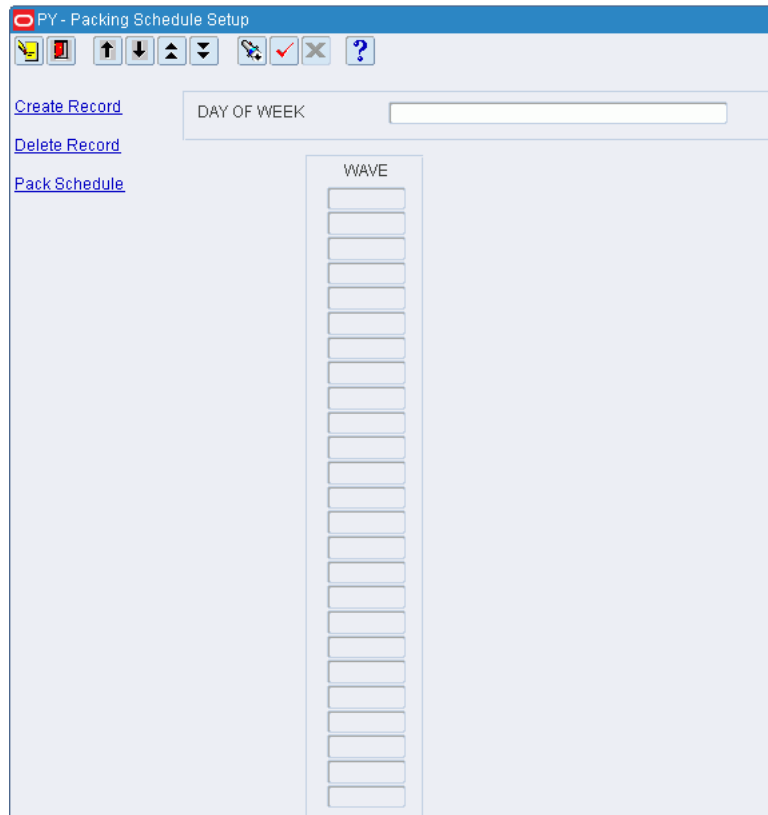 PY - Packing Schedule Setup
?
Create Record
DAY OF WEEK
Delete Record
WAVE
Pack Schedule